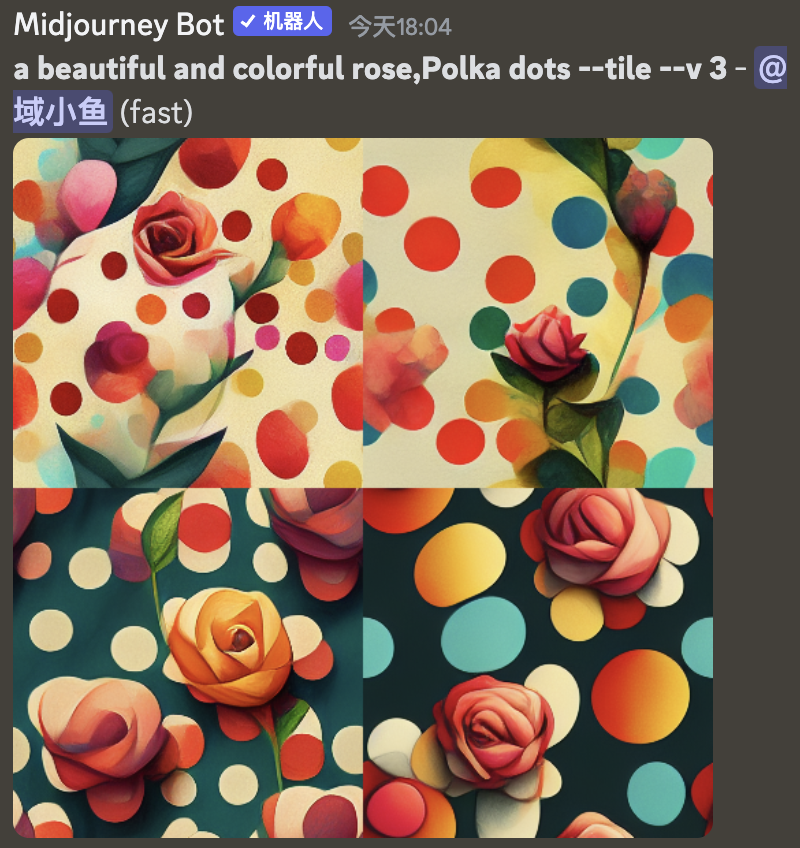 Midjourney Bot ✓ 机器人 今天18:04
a beautiful and colorful rose,Polka dots --tile --v 3 - @
域小鱼 (fast)